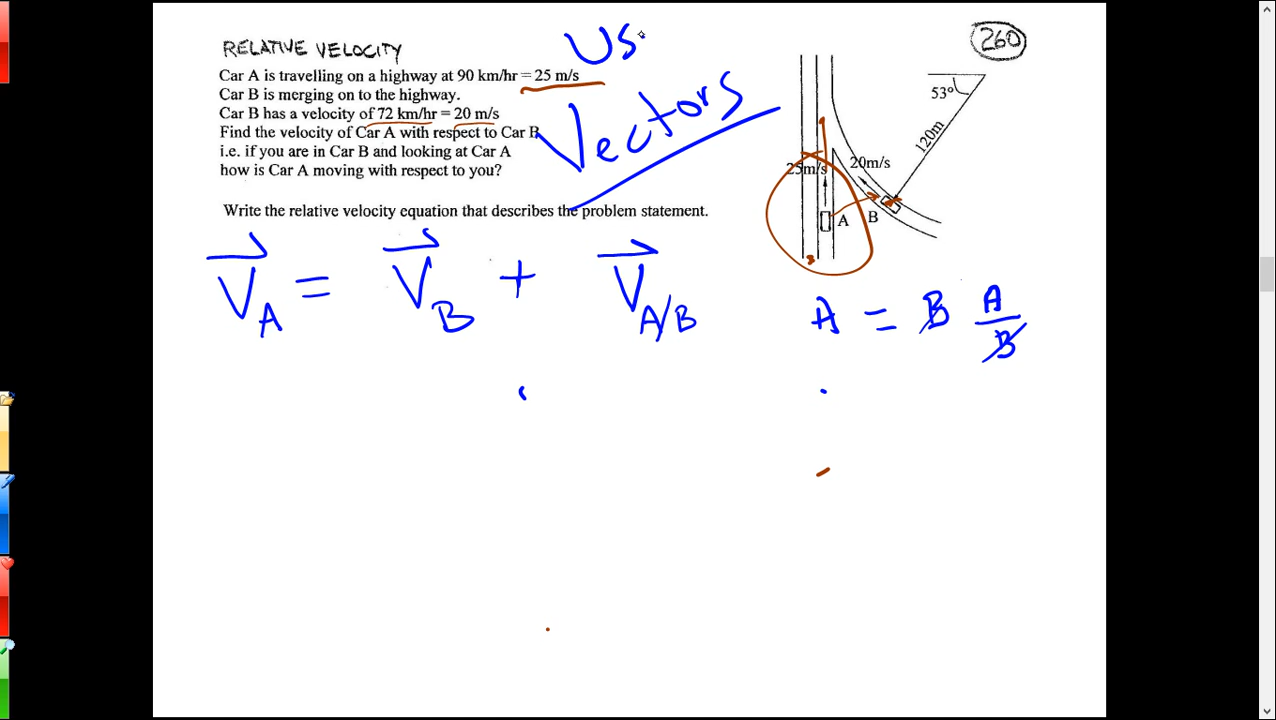 RELATIVE VELOCITY
Us
260
Car A is travelling on a highway at 90 km/hr = 25 m/s
Car B is merging on to the highway.
Car B has a velocity of 72 km/hr = 20 m/s
Find the velocity of Car A with respect to Car B
i.e. if you are in Car B and looking at Car A
how is Car A moving with respect to you?
Vectors
53°
120m
25m/s
20m/s
A
B
Write the relative velocity equation that describes the problem statement.
V⃗A = V⃗B + V⃗A/B
A = B A/B